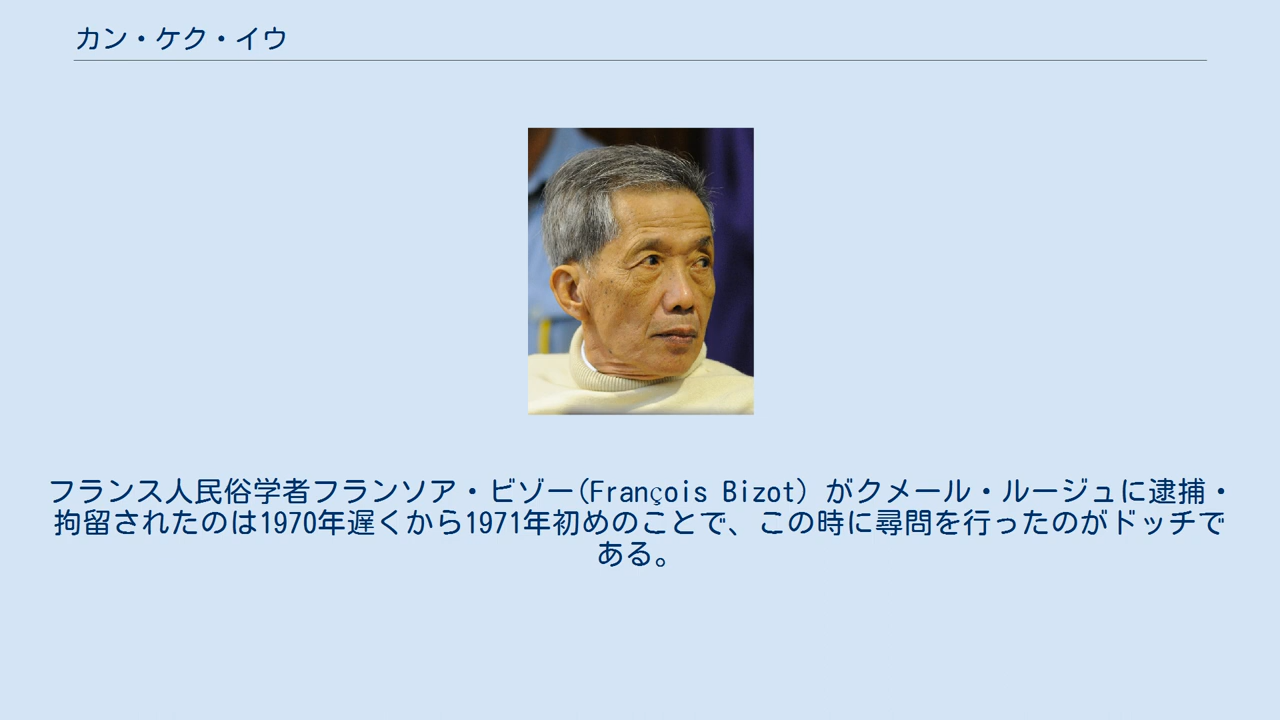 カン・ケク・イウ
フランス人民俗学者フランソア・ビゾー(François Bizot) がクメール・ルージュに逮捕・
拘留されたのは1970年遅くから1971年初めのことで、この時に尋問を行ったのがドッチで
ある。